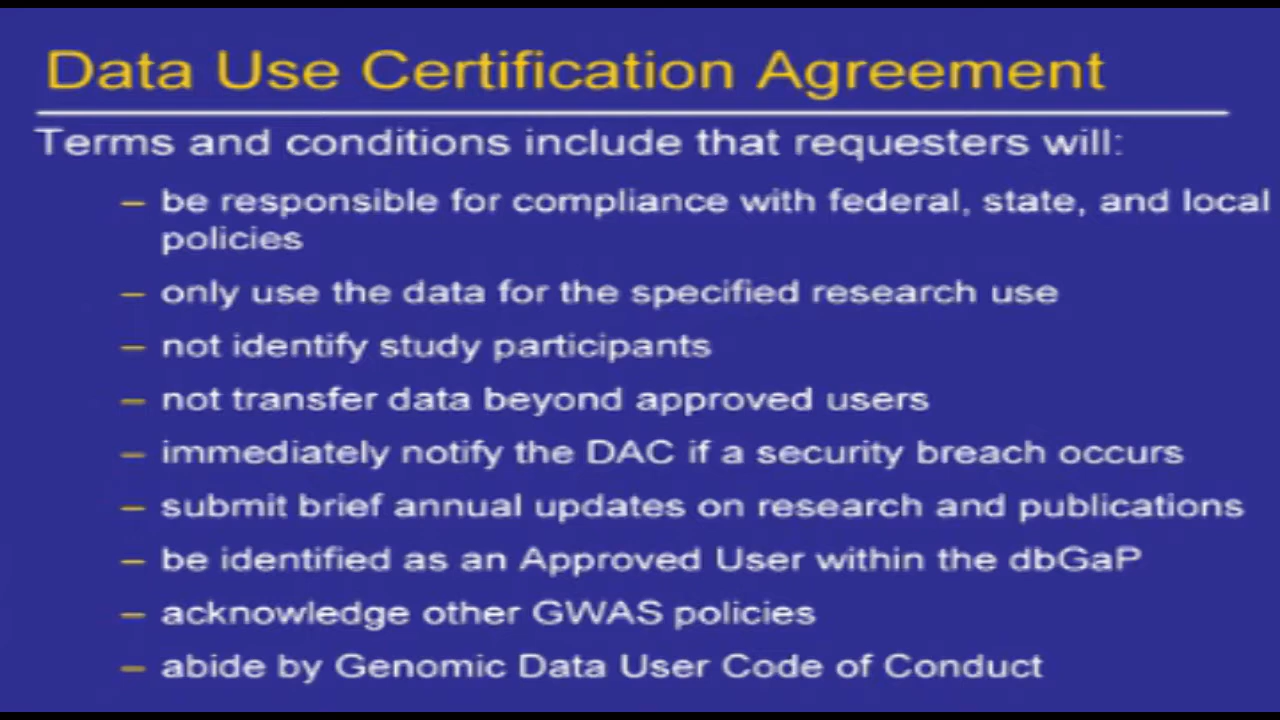 Data Use Certification Agreement
Terms and conditions include that requesters will:
– be responsible for compliance with federal, state, and local
policies
– only use the data for the specified research use
– not identify study participants
– not transfer data beyond approved users
– immediately notify the DAC if a security breach occurs
– submit brief annual updates on research and publications
– be identified as an Approved User within the dbGaP
– acknowledge other GWAS policies
– abide by Genomic Data User Code of Conduct